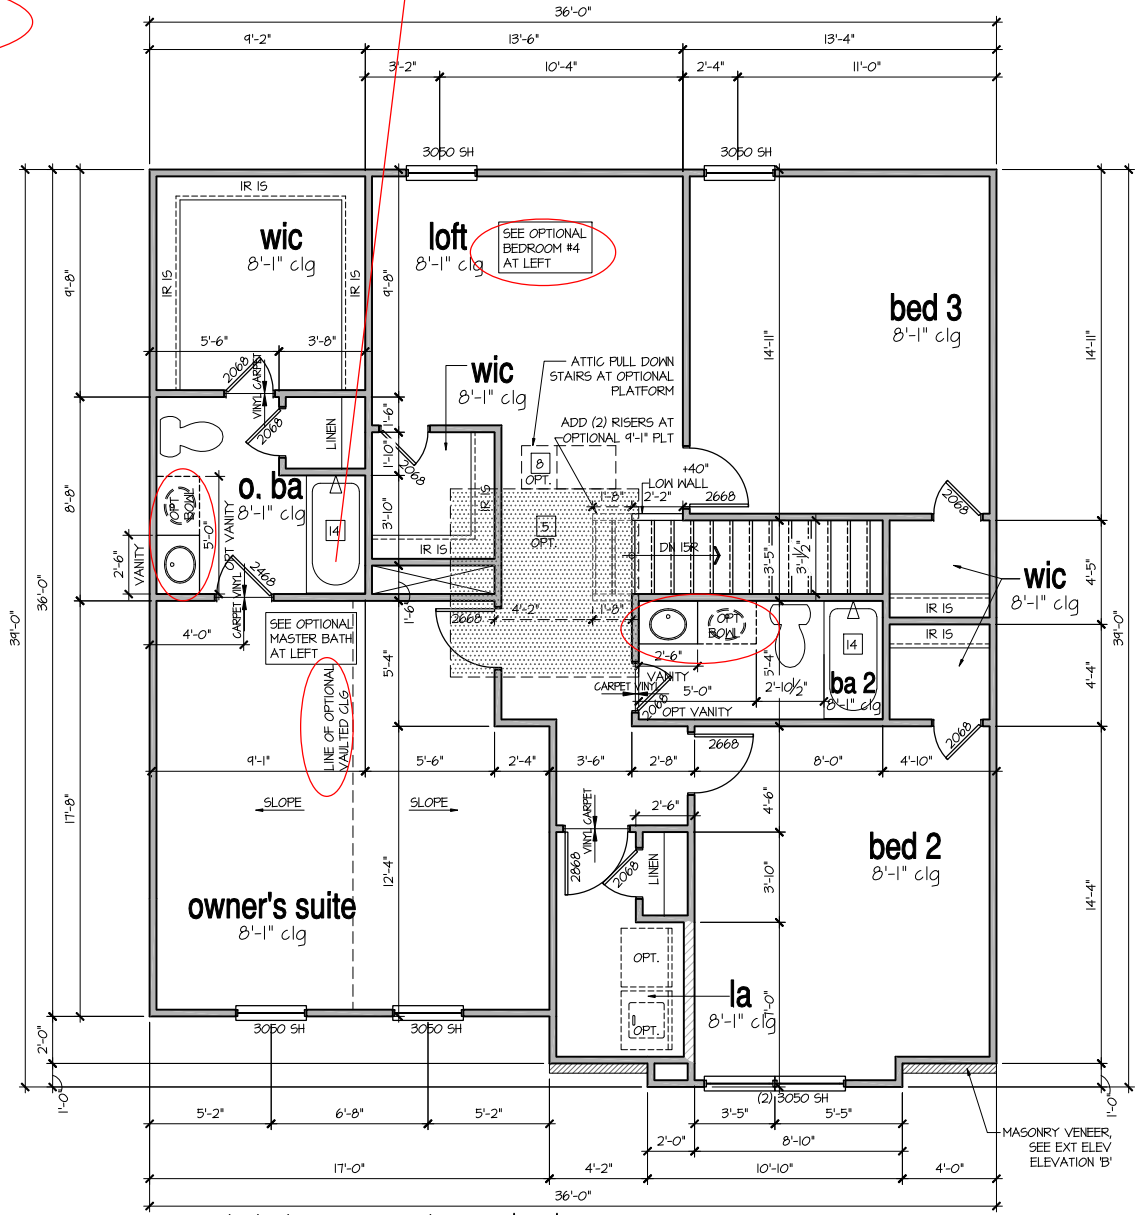 36'-0"
9'-2"
13'-6"
13'-4"
3'-2"
10'-4"
2'-4"
11'-0"
3050 SH
3050 SH
IR IS
wic
8'-1" clg
IR IS
IR IS
9'-8"
5'-6"
3'-8"
2068
VINYL CARPET
loft
8'-1" clg
SEE OPTIONAL
BEDROOM #4
AT LEFT
9'-8"
bed 3
8'-1" clg
14'-11"
14'-11"
wic
8'-1" clg
ATTIC PULL DOWN
STAIRS AT OPTIONAL
PLATFORM
ADD (2) RISERS AT
OPTIONAL 9'-1" PLT
8
OPT.
5
OPT.
+40"
LOW WALL
2668
1'-8"
2'-2"
1'-6"
1'-10"
3'-10"
2068
IR IS
IR IS
1'-6"
2068
LINEN
o. ba
8'-1" clg
OPT
BOWL
5'-0"
OPT VANITY
2'-6"
VANITY
14
2468
CARPET VINYL
8'-8"
4'-0"
DN 15R
3'-5"
3'-1/2"
2068
wic
8'-1" clg
IR IS
IR IS
4'-5"
4'-4"
2068
39'-0"
36'-0"
39'-0"
SEE OPTIONAL
MASTER BATH
AT LEFT
LINE OF OPTIONAL
VAULTED CLG
2668
4'-2"
1'-8"
5'-4"
OPT
BOWL
2'-6"
VANITY
CARPET VINYL
2068
5'-0"
OPT VANITY
5'-4"
2'-10 1/2"
14
ba 2
8'-1" clg
2668
9'-1"
5'-6"
2'-4"
3'-6"
2'-8"
8'-0"
4'-10"
SLOPE
SLOPE
17'-8"
12'-4"
owner's suite
8'-1" clg
VINYL CARPET
2'-6"
4'-6"
2868
2068
LINEN
3'-10"
bed 2
8'-1" clg
14'-4"
OPT.
OPT.
la
8'-1" clg
7'-0"
3050 SH
3050 SH
(2) 3050 SH
2'-0"
1'-0"
1'-0"
5'-2"
6'-8"
5'-2"
3'-5"
5'-5"
2'-0"
8'-10"
MASONRY VENEER,
SEE EXT ELEV
ELEVATION 'B'
17'-0"
4'-2"
10'-10"
4'-0"
36'-0"